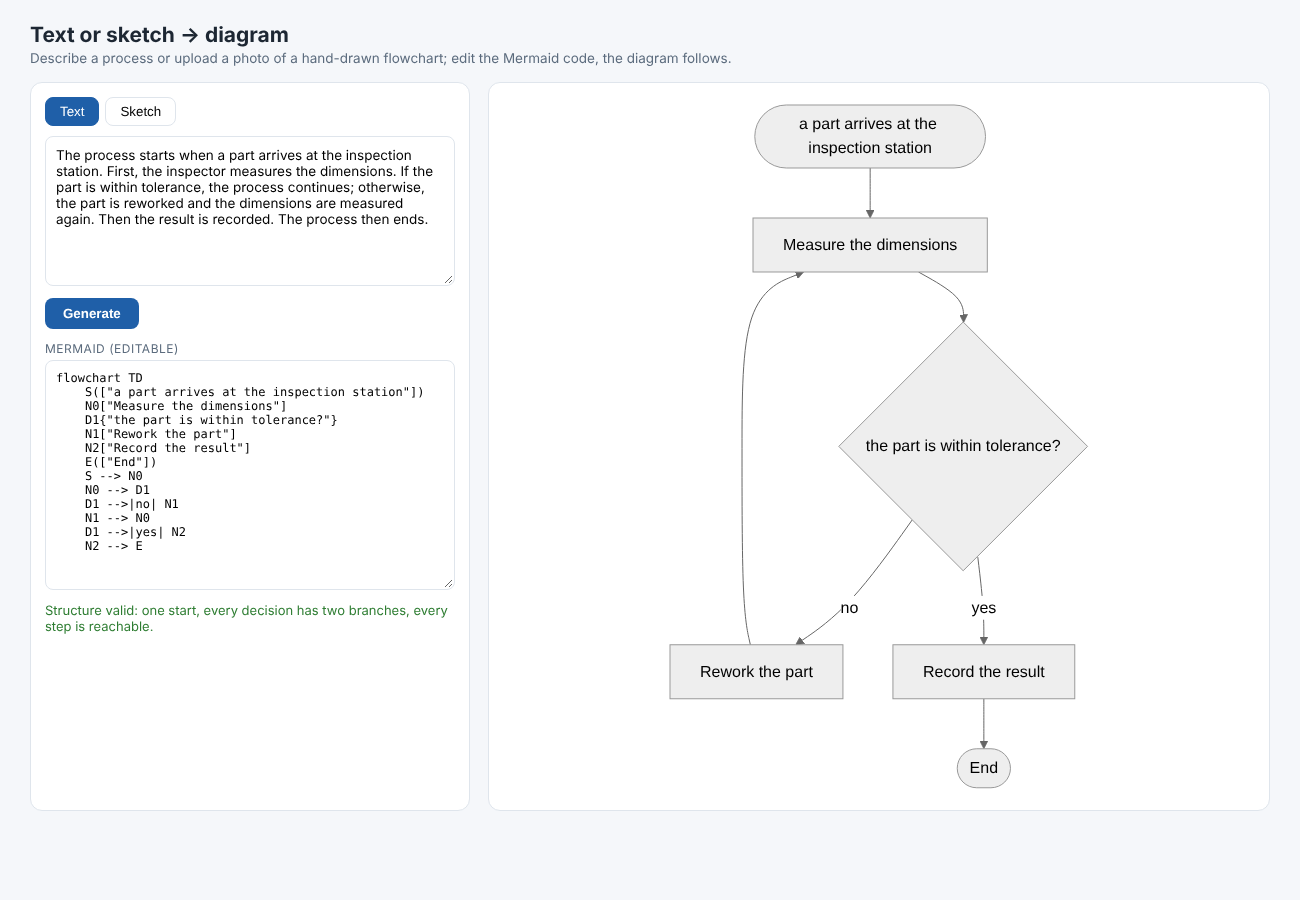 Text or sketch → diagram
Describe a process or upload a photo of a hand-drawn flowchart; edit the Mermaid code, the diagram follows.
Text
Sketch
The process starts when a part arrives at the inspection
station. First, the inspector measures the dimensions. If the
part is within tolerance, the process continues; otherwise,
the part is reworked and the dimensions are measured
again. Then the result is recorded. The process then ends.
Generate
MERMAID (EDITABLE)
flowchart TD
    S(["a part arrives at the inspection station"])
    N0["Measure the dimensions"]
    D1{"the part is within tolerance?"}
    N1["Rework the part"]
    N2["Record the result"]
    E(["End"])
    S --> N0
    N0 --> D1
    D1 -->|no| N1
    N1 --> N0
    D1 -->|yes| N2
    N2 --> E
Structure valid: one start, every decision has two branches, every
step is reachable.
a part arrives at the
inspection station
Measure the dimensions
the part is within tolerance?
no
yes
Rework the part
Record the result
End